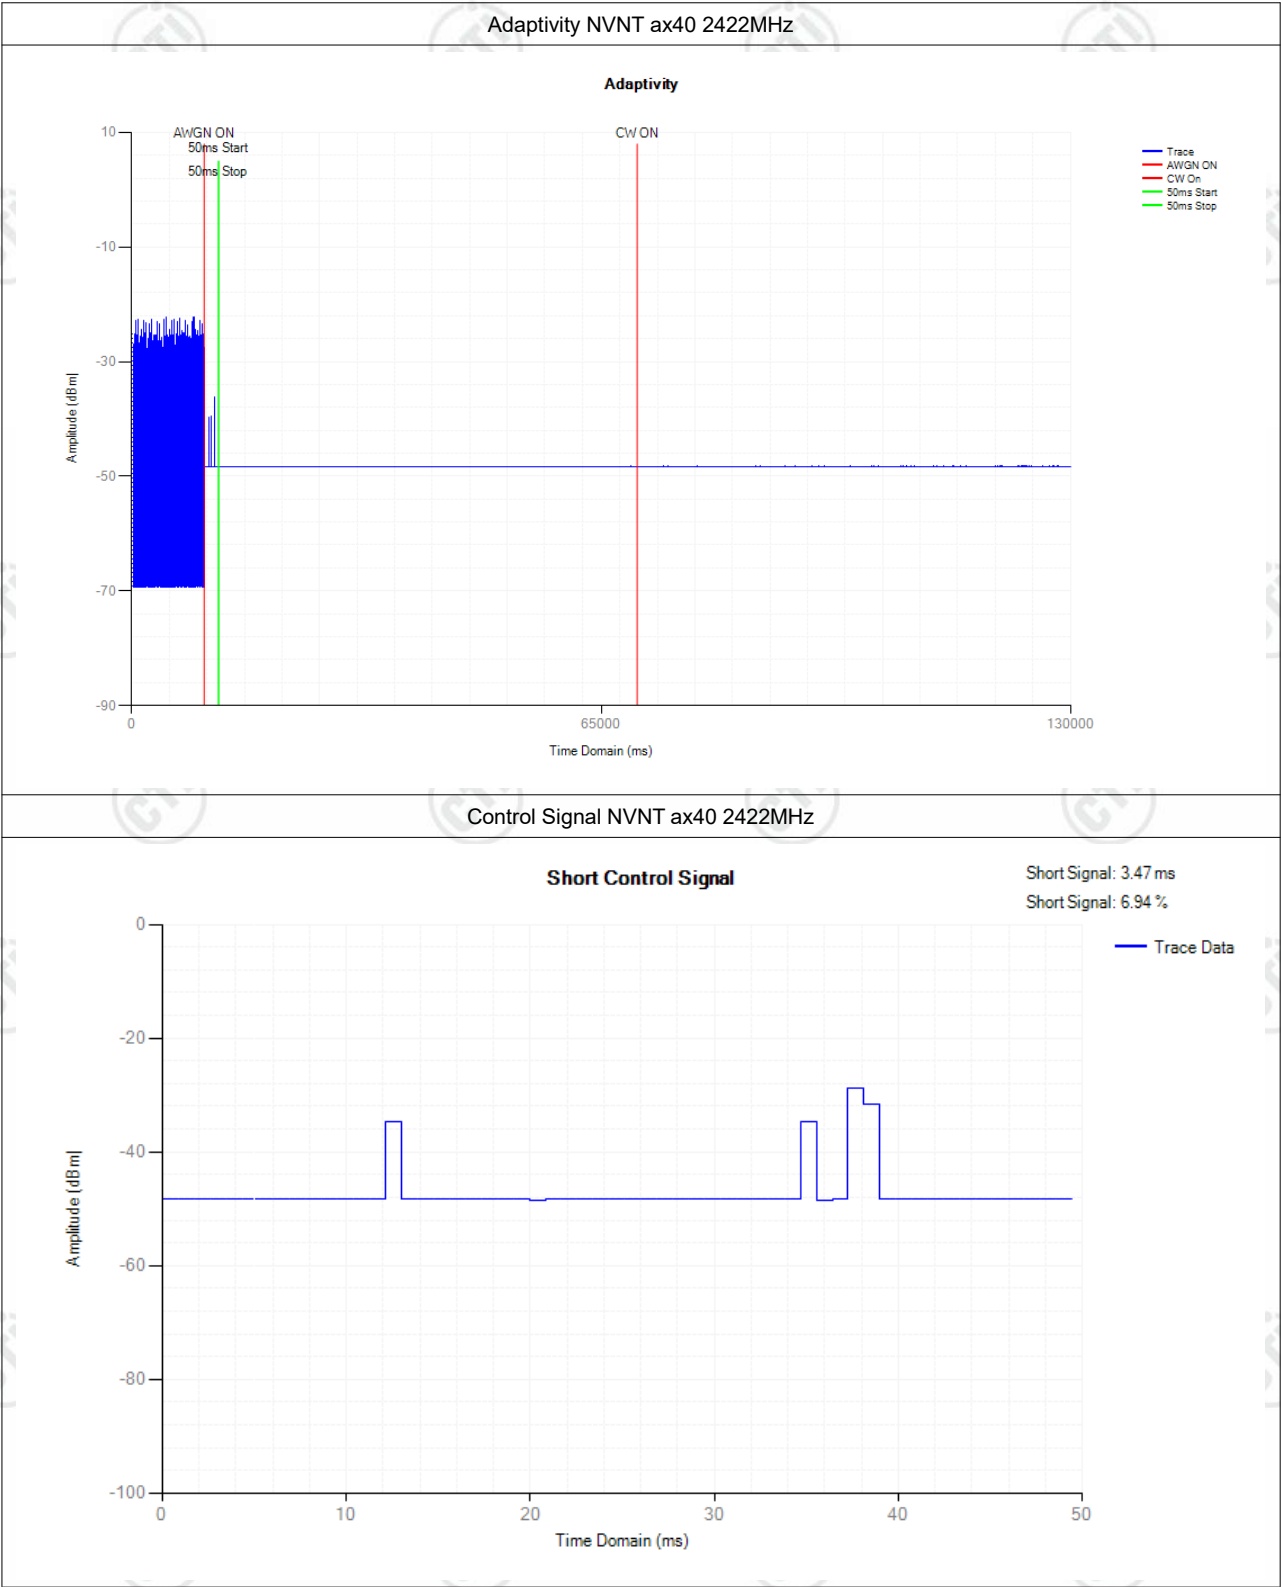 Adaptivity NVNT ax40 2422MHz
Adaptivity
10
AWGN ON
CW ON
50ms Start
50ms Stop
Trace
AWGN ON
CW On
50ms Start
50ms Stop
-10
-30
-50
-70
-90
Amplitude [dBm]
0
65000
130000
Time Domain (ms)
Control Signal NVNT ax40 2422MHz
Short Control Signal
Short Signal: 3.47 ms
Short Signal: 6.94 %
Trace Data
0
-20
-40
-60
-80
-100
Amplitude [dBm]
0
10
20
30
40
50
Time Domain (ms)